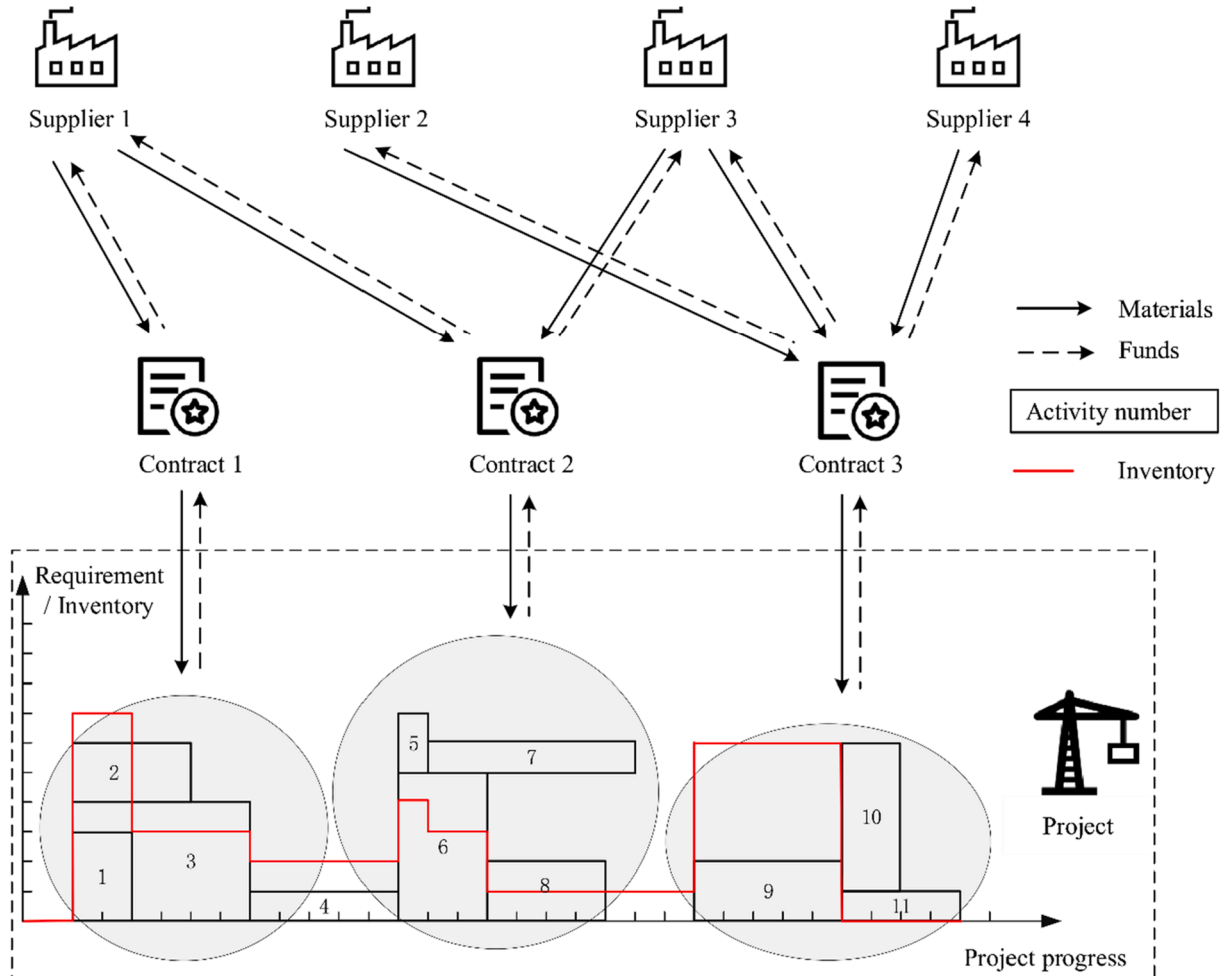 Supplier 1
Supplier 2
Supplier 3
Supplier 4
Materials
Funds
Activity number
Inventory
Contract 1
Contract 2
Contract 3
Requirement
/ Inventory
1
2
3
4
5
6
7
8
9
10
11
Project
Project progress